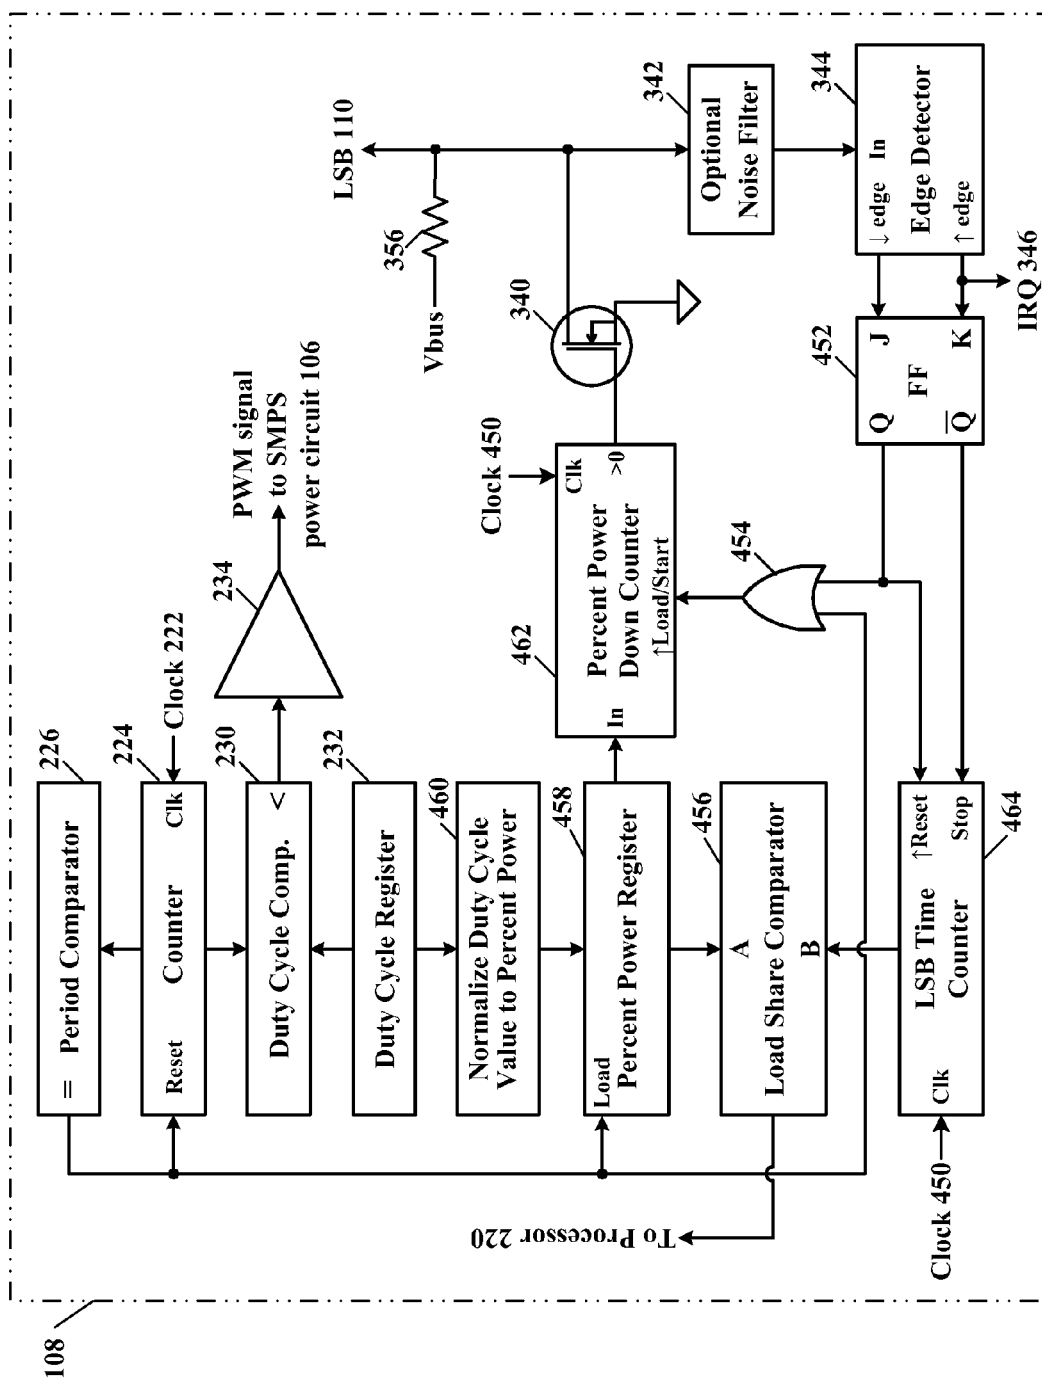 108
= Period Comparator
226
Reset Counter Clk
224
Clock 222
Duty Cycle Comp. <
230
234
PWM signal
to SMPS
power circuit 106
Duty Cycle Register
232
Normalize Duty Cycle
Value to Percent Power
460
Load
Percent Power Register
458
A
Load Share Comparator
B
456
To Processor 220
Clock 450
Clk
LSB Time
Counter
↑Reset
Stop
464
In
Percent Power
Down Counter
↑Load/Start
Clk
>0
462
Clock 450
454
340
Vbus
356
LSB 110
Optional
Noise Filter
342
In
Edge Detector
↓ edge
↑ edge
344
IRQ 346
J
K
FF
Q
Q̅
452